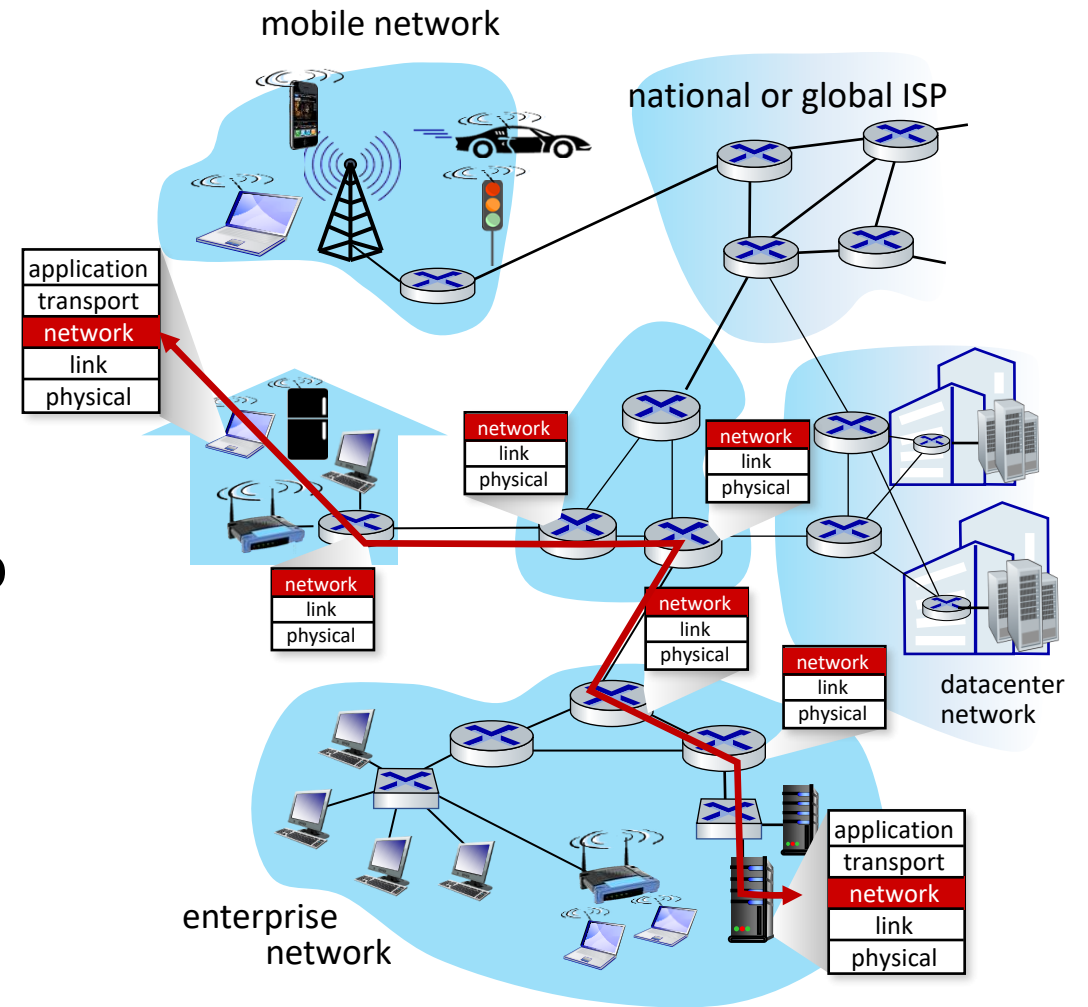 mobile network
national or global ISP
application
transport
network
link
physical
network
link
physical
network
link
physical
network
link
physical
network
link
physical
network
link
physical
datacenter
network
application
transport
network
link
physical
enterprise
network